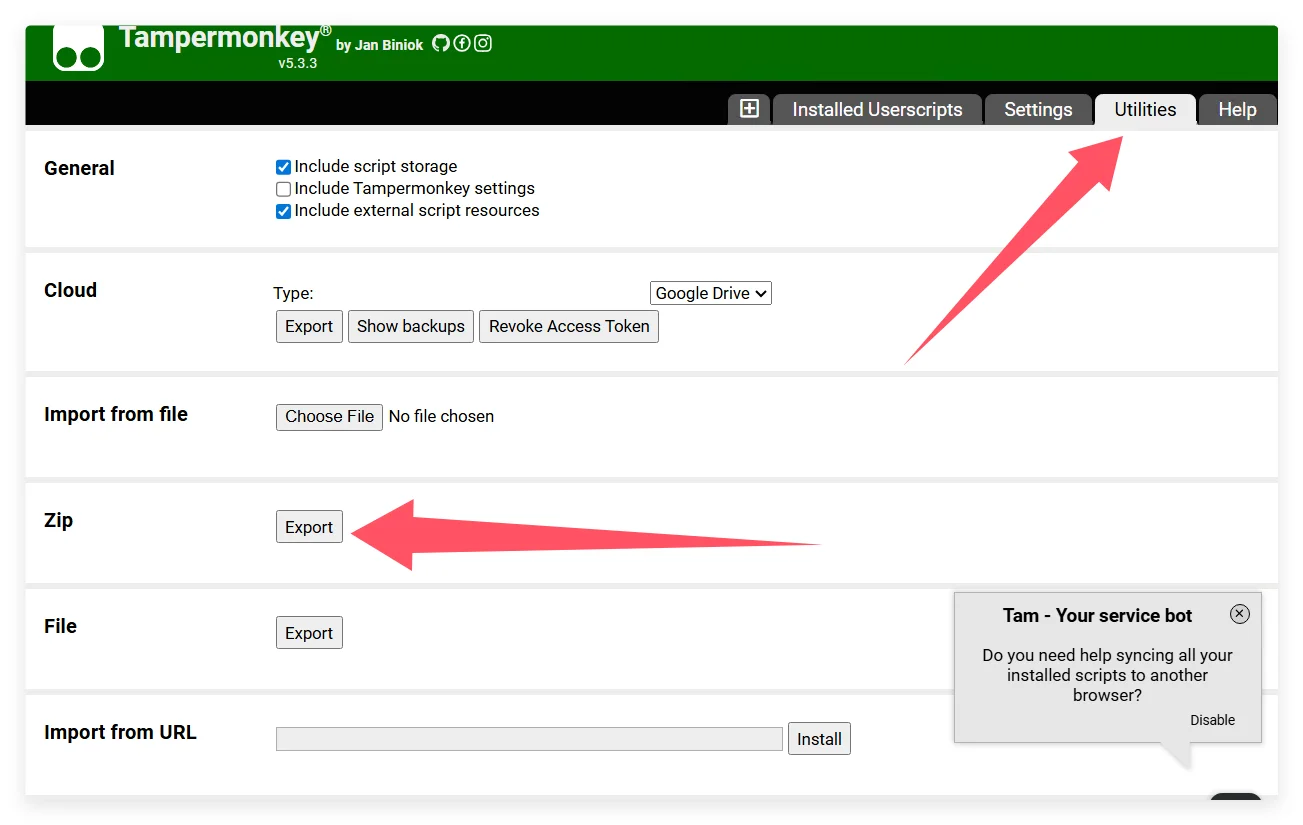 Tampermonkey® by Jan Biniok
v5.3.3
Installed Userscripts Settings Utilities Help
General
Include script storage
Include Tampermonkey settings
Include external script resources
Cloud
Type: Google Drive
Export Show backups Revoke Access Token
Import from file
Choose File No file chosen
Zip
Export
File
Export
Tam - Your service bot
Do you need help syncing all your
installed scripts to another
browser?
Disable
Import from URL
Install